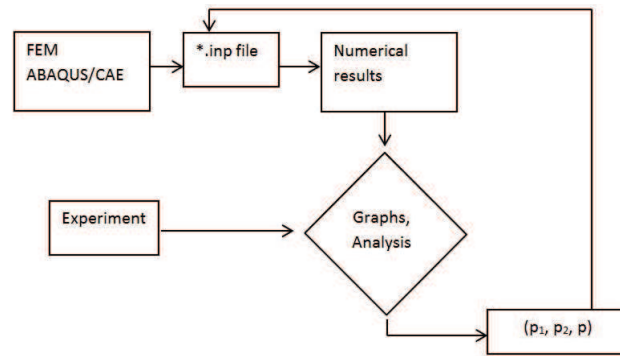 FEM
ABAQUS/CAE
*.inp file
Numerical
results
Experiment
Graphs,
Analysis
(p₁, p₂, p)